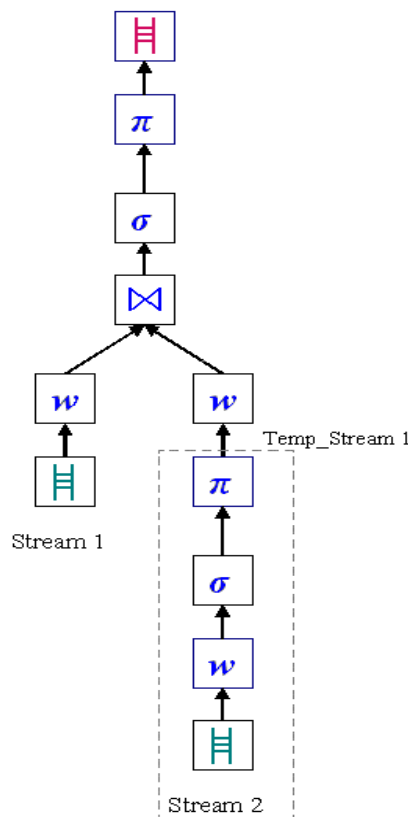 π
σ
⋈
w
w
Temp_Stream 1
π
Stream 1
σ
w
Stream 2